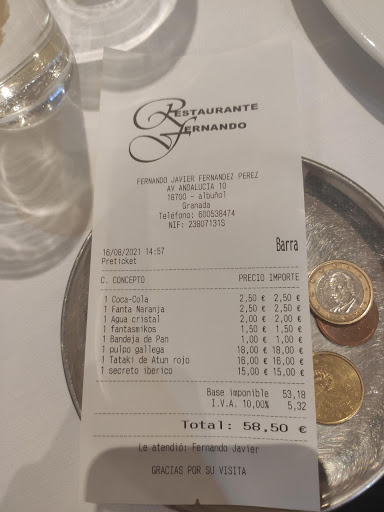 RESTAURANTE
FERNANDO
FERNANDO JAVIER FERNANDEZ PEREZ
AV ANDALUCIA 10
18700 - albuñol
Granada
Teléfono: 600538474
NIF: 23807131S
16/06/2021 14:57 Barra
Preticket
C. CONCEPTO PRECIO IMPORTE
1 Coca-Cola 2,50 € 2,50 €
1 Fanta Naranja 2,50 € 2,50 €
1 Agua cristal 2,00 € 2,00 €
1 fantasmikos 1,50 € 1,50 €
1 Bandeja de Pan 1,00 € 1,00 €
1 pulpo gallega 18,00 € 18,00 €
1 Tataki de Atun rojo 16,00 € 16,00 €
1 secreto iberico 15,00 € 15,00 €
Base imponible 53,18
I.V.A. 10,00% 5,32
Total: 58,50 €
Le atendió: Fernando Javier
GRACIAS POR SU VISITA